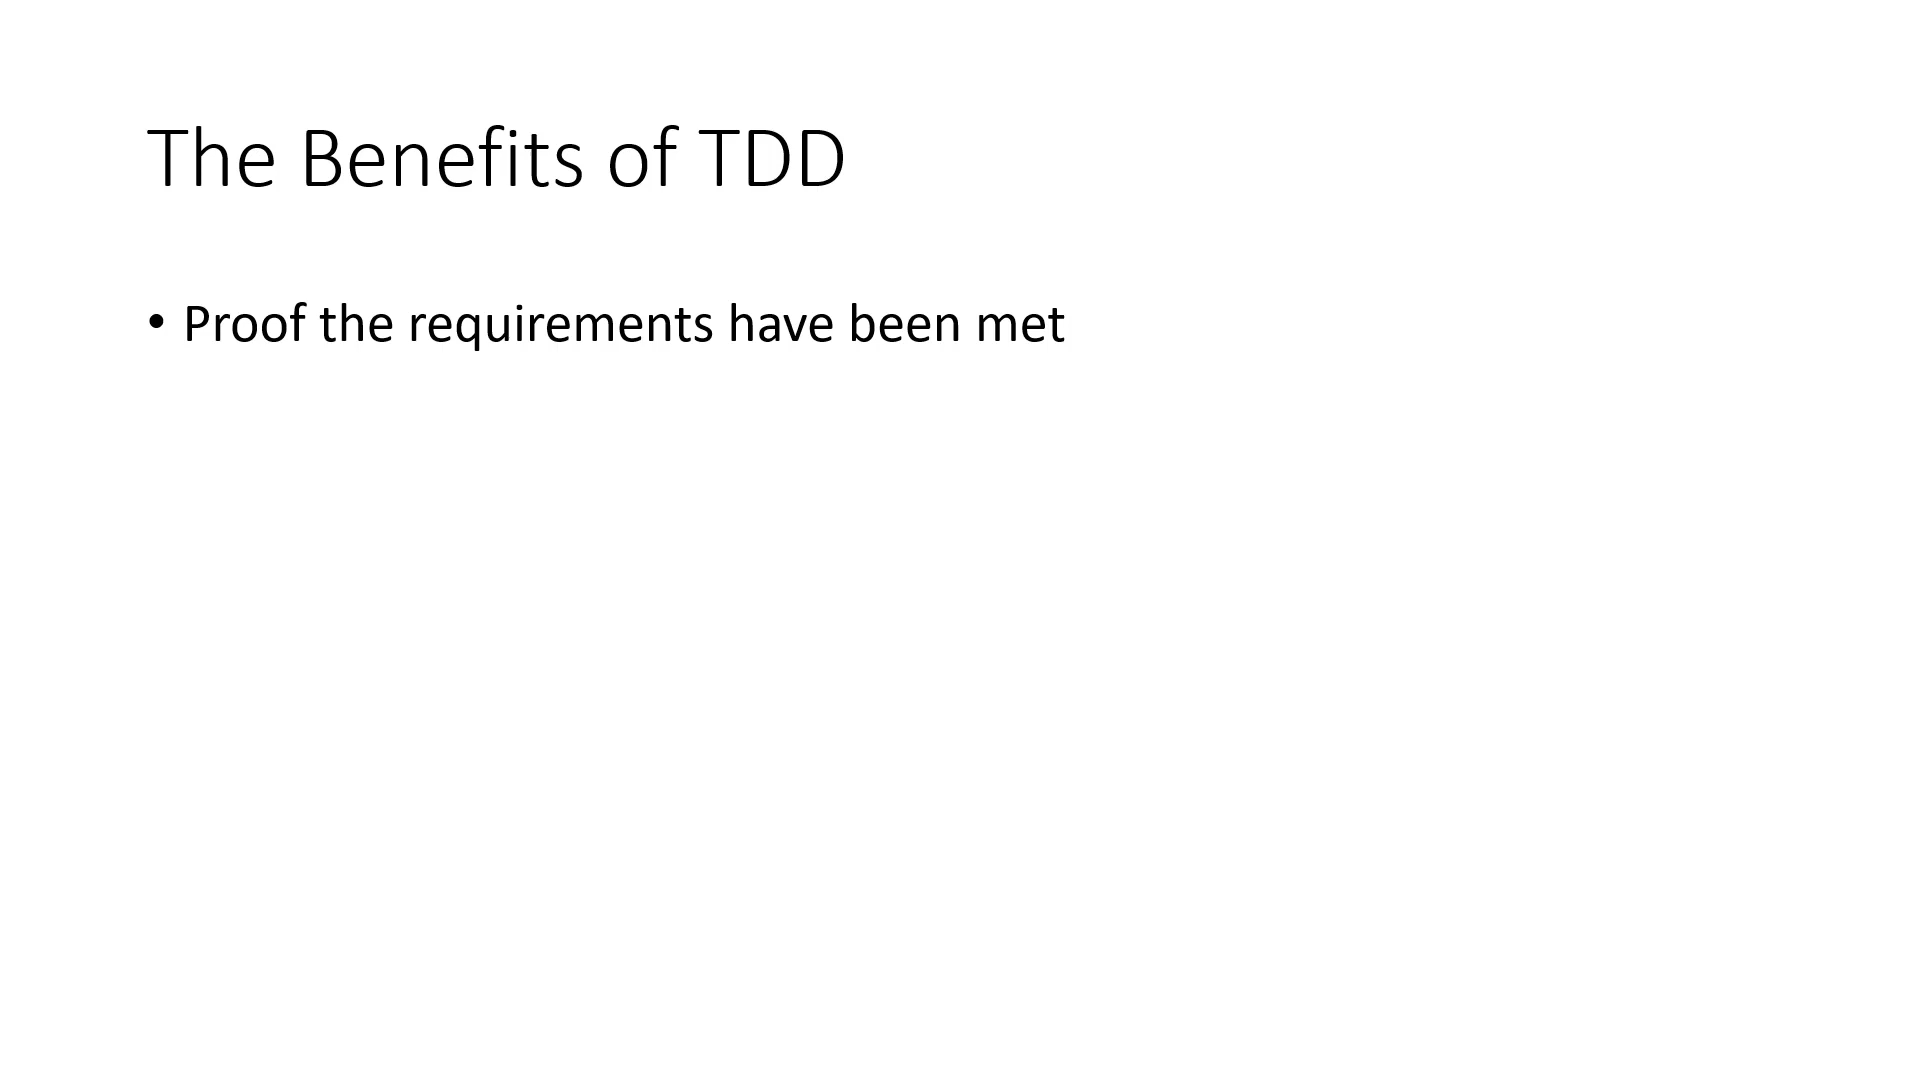 The Benefits of TDD
• Proof the requirements have been met